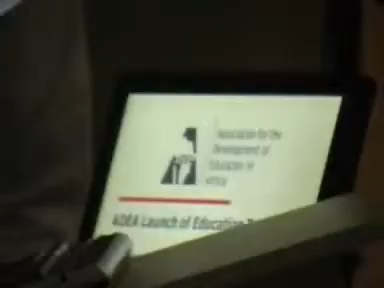 Association for the
Development of
Education in
Africa
ADEA Launch of Education